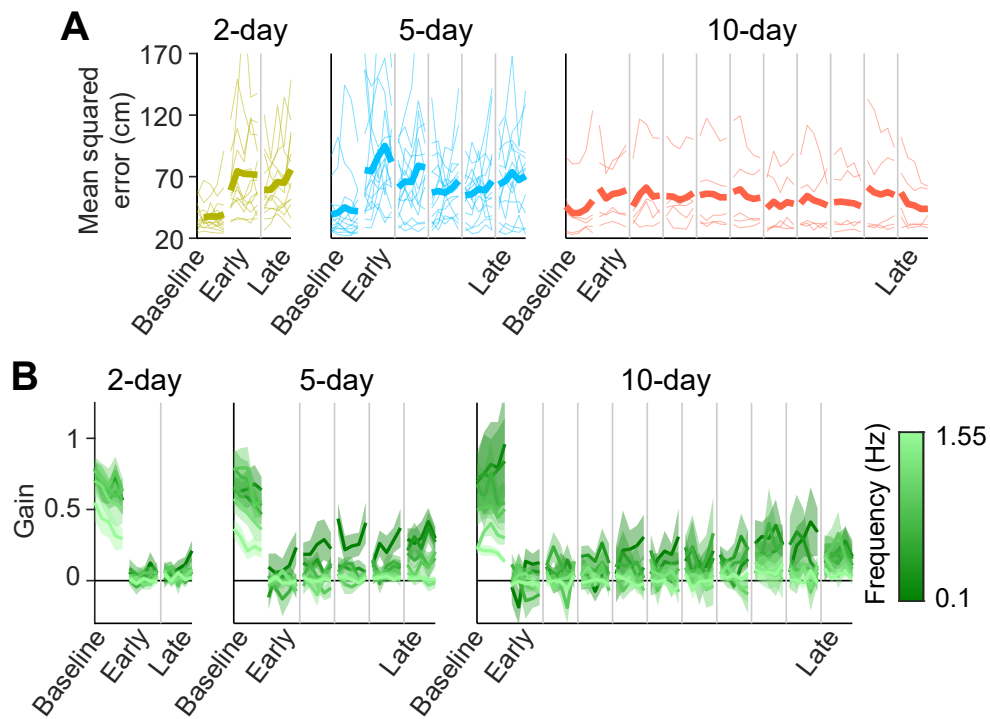 A
2-day
5-day
10-day
Mean squared
error (cm)
170
120
70
20
Baseline
Early
Late
Baseline
Early
Late
Baseline
Early
Late
B
2-day
5-day
10-day
Gain
1
0.5
0
Baseline
Early
Late
Baseline
Early
Late
Baseline
Early
Late
Frequency (Hz)
1.55
0.1